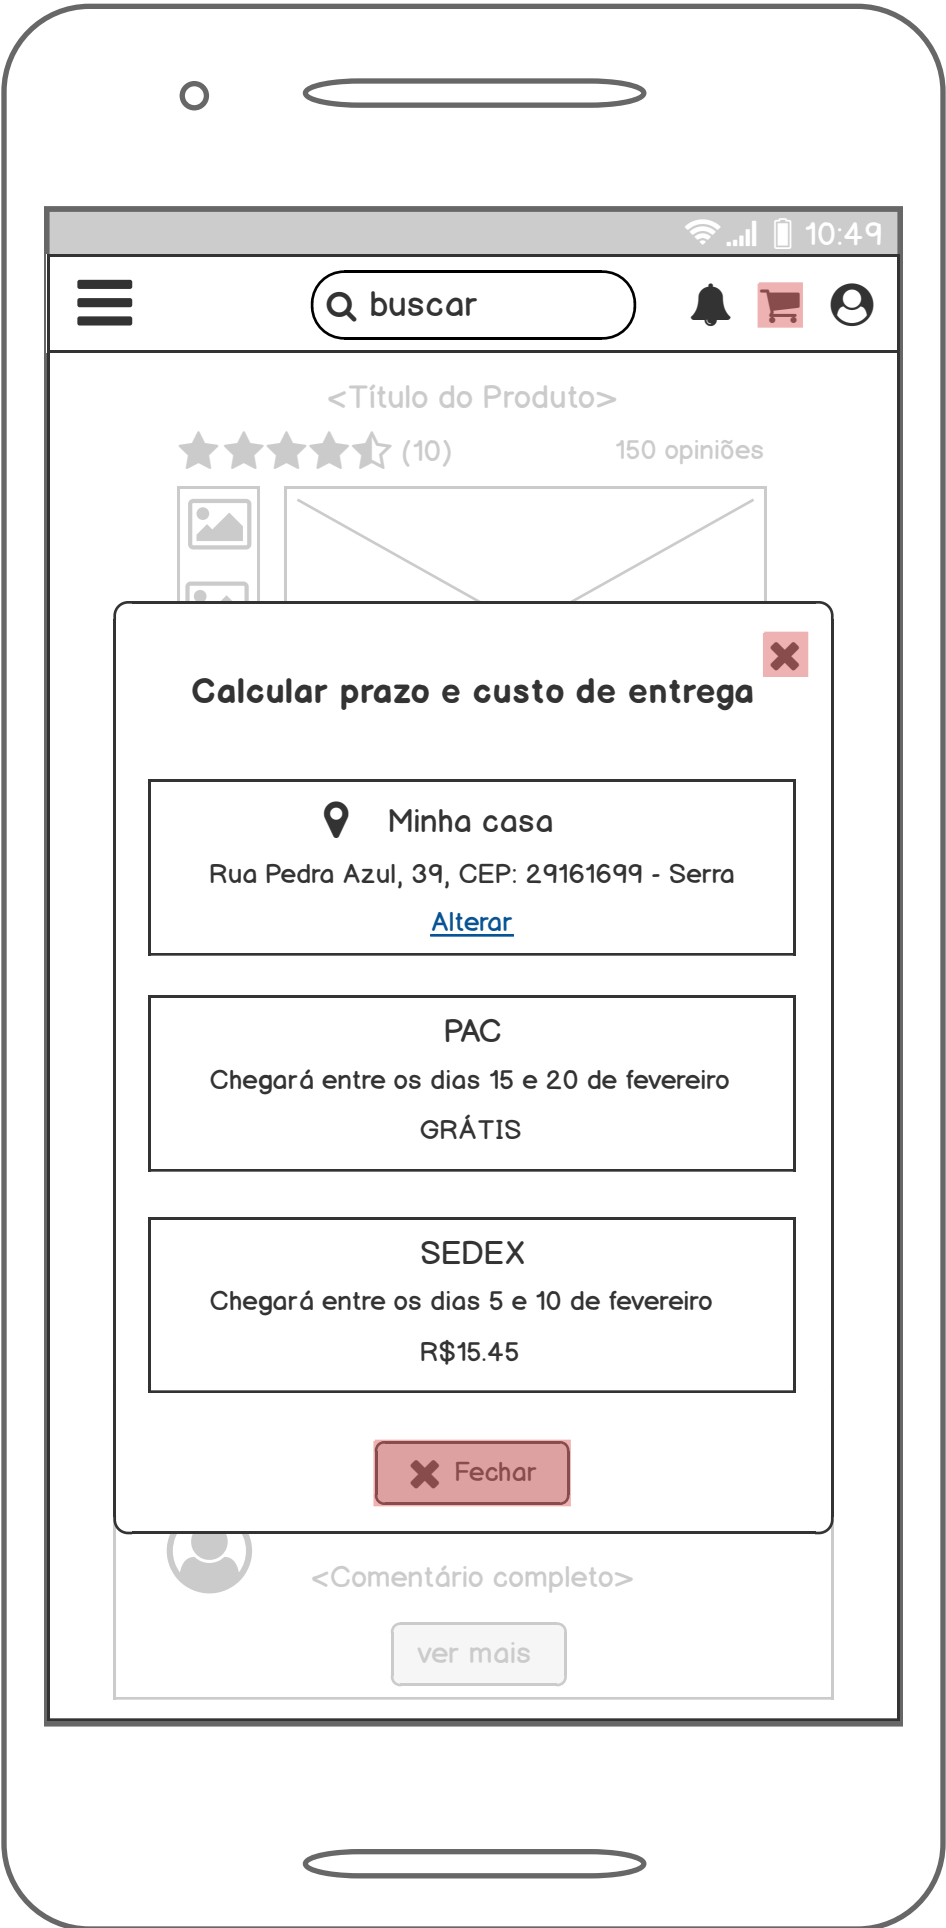 10:49
buscar
<Título do Produto>
(10) 150 opiniões
Calcular prazo e custo de entrega
Minha casa
Rua Pedra Azul, 39, CEP: 29161699 - Serra
Alterar
PAC
Chegará entre os dias 15 e 20 de fevereiro
GRÁTIS
SEDEX
Chegará entre os dias 5 e 10 de fevereiro
R$15.45
Fechar
<Comentário completo>
ver mais